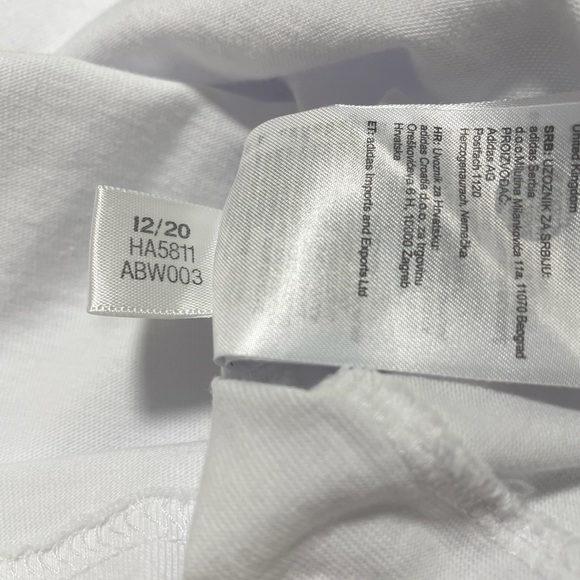 12/20
HA5811
ABW003
United Kingdom
SRB: UZOZNIK ZA SRBIJU:
adidas Serbia
d.o.o. Milutina Milankovica 11a, 11070 Beograd
PROIZVOĐAČ:
Adidas AG
Postfach 1120
Herzogenaurach, Nemačka
HR: Uvoznik za Hrvatsku:
adidas Croatia d.o.o. za trgovinu
Oreškovićeva 6 H, 10000 Zagreb
Hrvatska
ET: adidas Imports and Exports Ltd